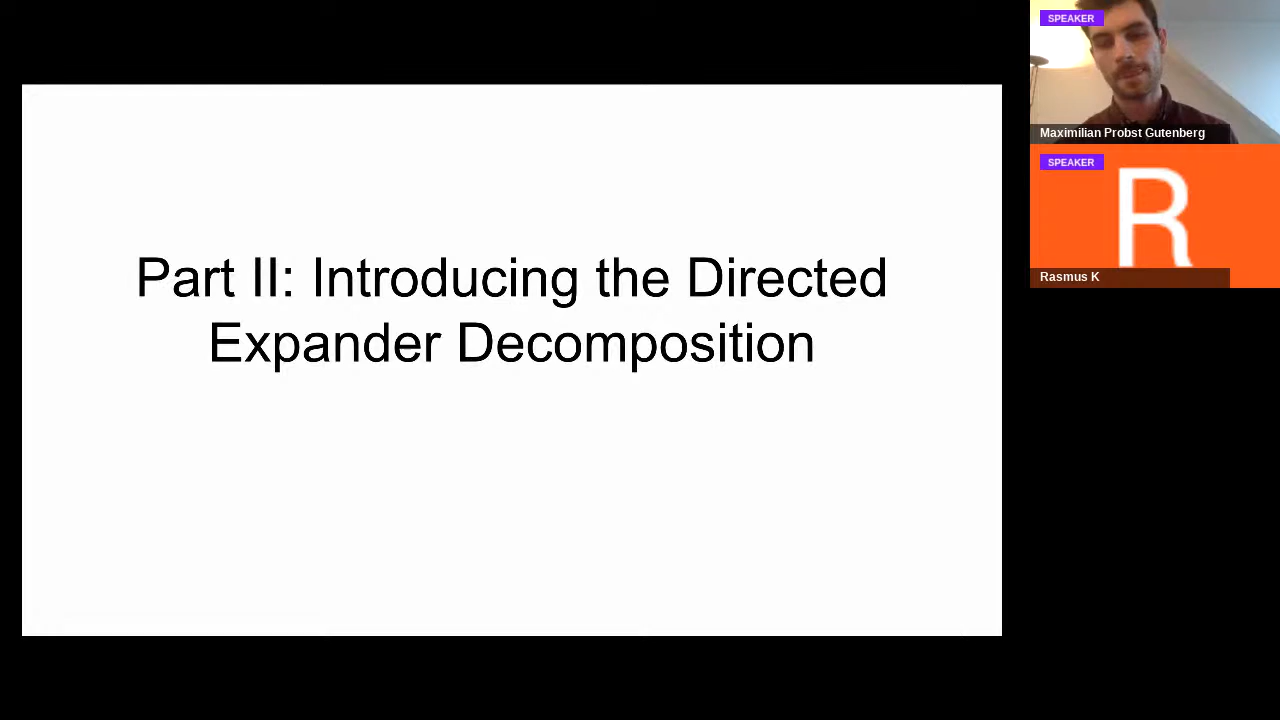 SPEAKER
Maximilian Probst Gutenberg
SPEAKER
R
Rasmus K
Part II: Introducing the Directed
Expander Decomposition